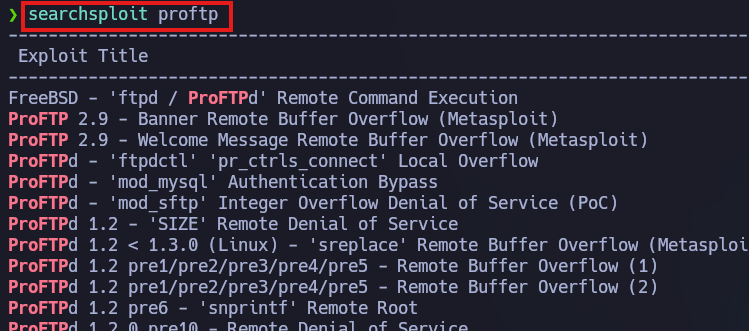 ❯ searchsploit proftp
--------------------------------------------------------------------------
Exploit Title
--------------------------------------------------------------------------
FreeBSD - 'ftpd / ProFTPd' Remote Command Execution
ProFTP 2.9 - Banner Remote Buffer Overflow (Metasploit)
ProFTP 2.9 - Welcome Message Remote Buffer Overflow (Metasploit)
ProFTPd - 'ftpdctl' 'pr_ctrls_connect' Local Overflow
ProFTPd - 'mod_mysql' Authentication Bypass
ProFTPd - 'mod_sftp' Integer Overflow Denial of Service (PoC)
ProFTPd 1.2 - 'SIZE' Remote Denial of Service
ProFTPd 1.2 < 1.3.0 (Linux) - 'sreplace' Remote Buffer Overflow (Metasploi
ProFTPd 1.2 pre1/pre2/pre3/pre4/pre5 - Remote Buffer Overflow (1)
ProFTPd 1.2 pre1/pre2/pre3/pre4/pre5 - Remote Buffer Overflow (2)
ProFTPd 1.2 pre6 - 'snprintf' Remote Root
ProFTPd 1.2.0 pre10 - Remote Denial of Service